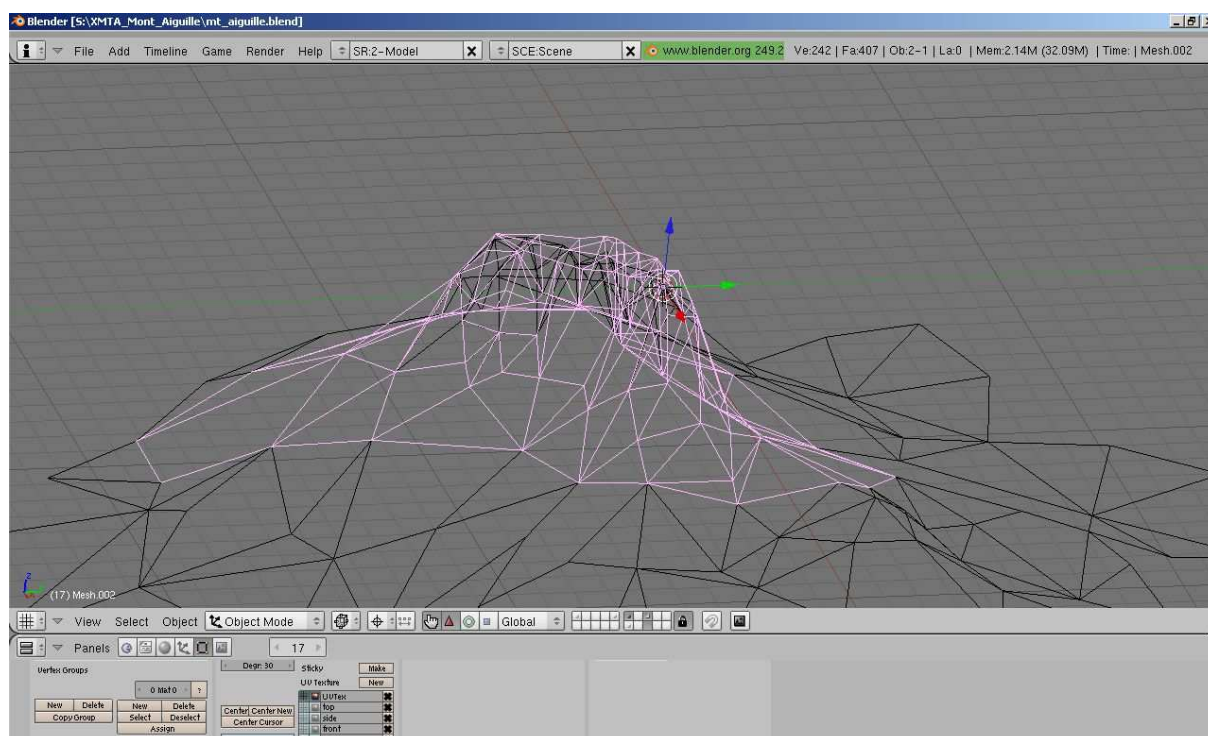 Blender [S:\XMTA_Mont_Aiguille\mt_aiguille.blend]
File Add Timeline Game Render Help SR:2-Model SCE:Scene www.blender.org 249.2 Ve:242 | Fa:407 | Ob:2-1 | La:0 | Mem:2.14M (32.09M) | Time: | Mesh.002
z
(17) Mesh.002
View Select Object Object Mode Global
Panels 17
Vertex Groups Degr: 30 Sticky Make
UV Texture New
0 Mat 0 ? UVTex
New Delete New Delete Center Center New top
Copy Group Select Deselect Center Cursor side
Assign front